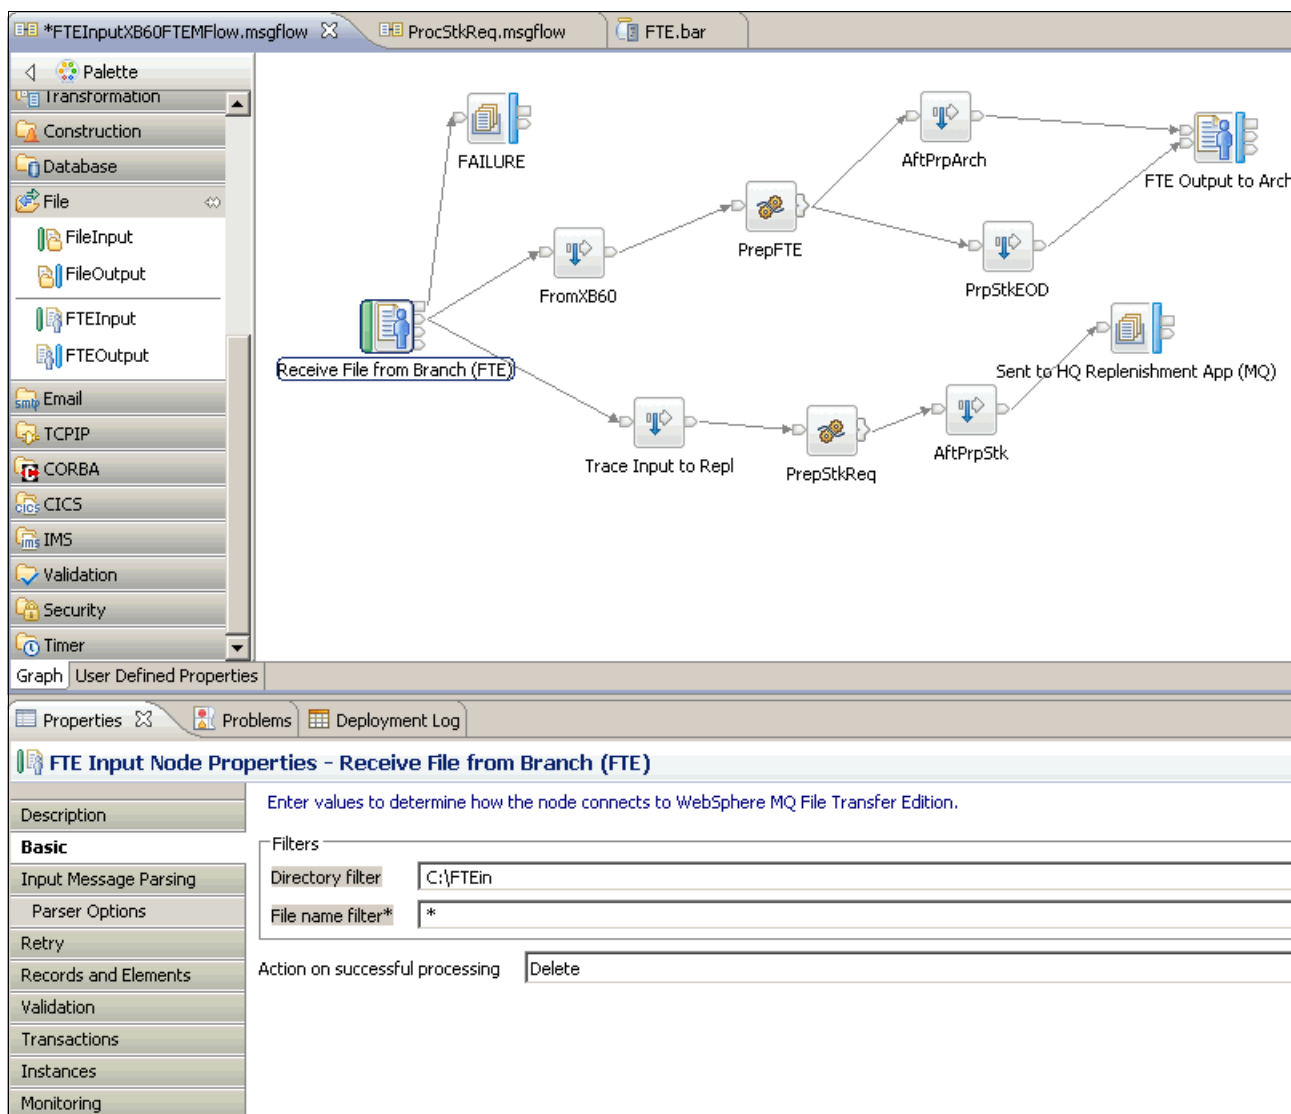 *FTEInputXB60FTEMFlow.msgflow
ProcStkReq.msgflow
FTE.bar
Palette
Transformation
Construction
Database
File
FileInput
FileOutput
FTEInput
FTEOutput
Email
TCPIP
CORBA
CICS
IMS
Validation
Security
Timer
FAILURE
AftPrpArch
FTE Output to Arch
PrepFTE
FromXB60
PrpStkEOD
Receive File from Branch (FTE)
Sent to HQ Replenishment App (MQ)
Trace Input to Repl
PrepStkReq
AftPrpStk
Graph
User Defined Properties
Properties
Problems
Deployment Log
FTE Input Node Properties - Receive File from Branch (FTE)
Description
Basic
Input Message Parsing
Parser Options
Retry
Records and Elements
Validation
Transactions
Instances
Monitoring
Enter values to determine how the node connects to WebSphere MQ File Transfer Edition.
Filters
Directory filter
C:\FTEin
File name filter*
*
Action on successful processing
Delete